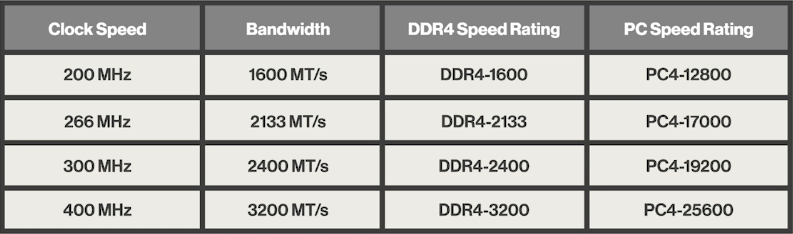 Clock Speed Bandwidth DDR4 Speed Rating PC Speed Rating
200 MHz 1600 MT/s DDR4-1600 PC4-12800
266 MHz 2133 MT/s DDR4-2133 PC4-17000
300 MHz 2400 MT/s DDR4-2400 PC4-19200
400 MHz 3200 MT/s DDR4-3200 PC4-25600